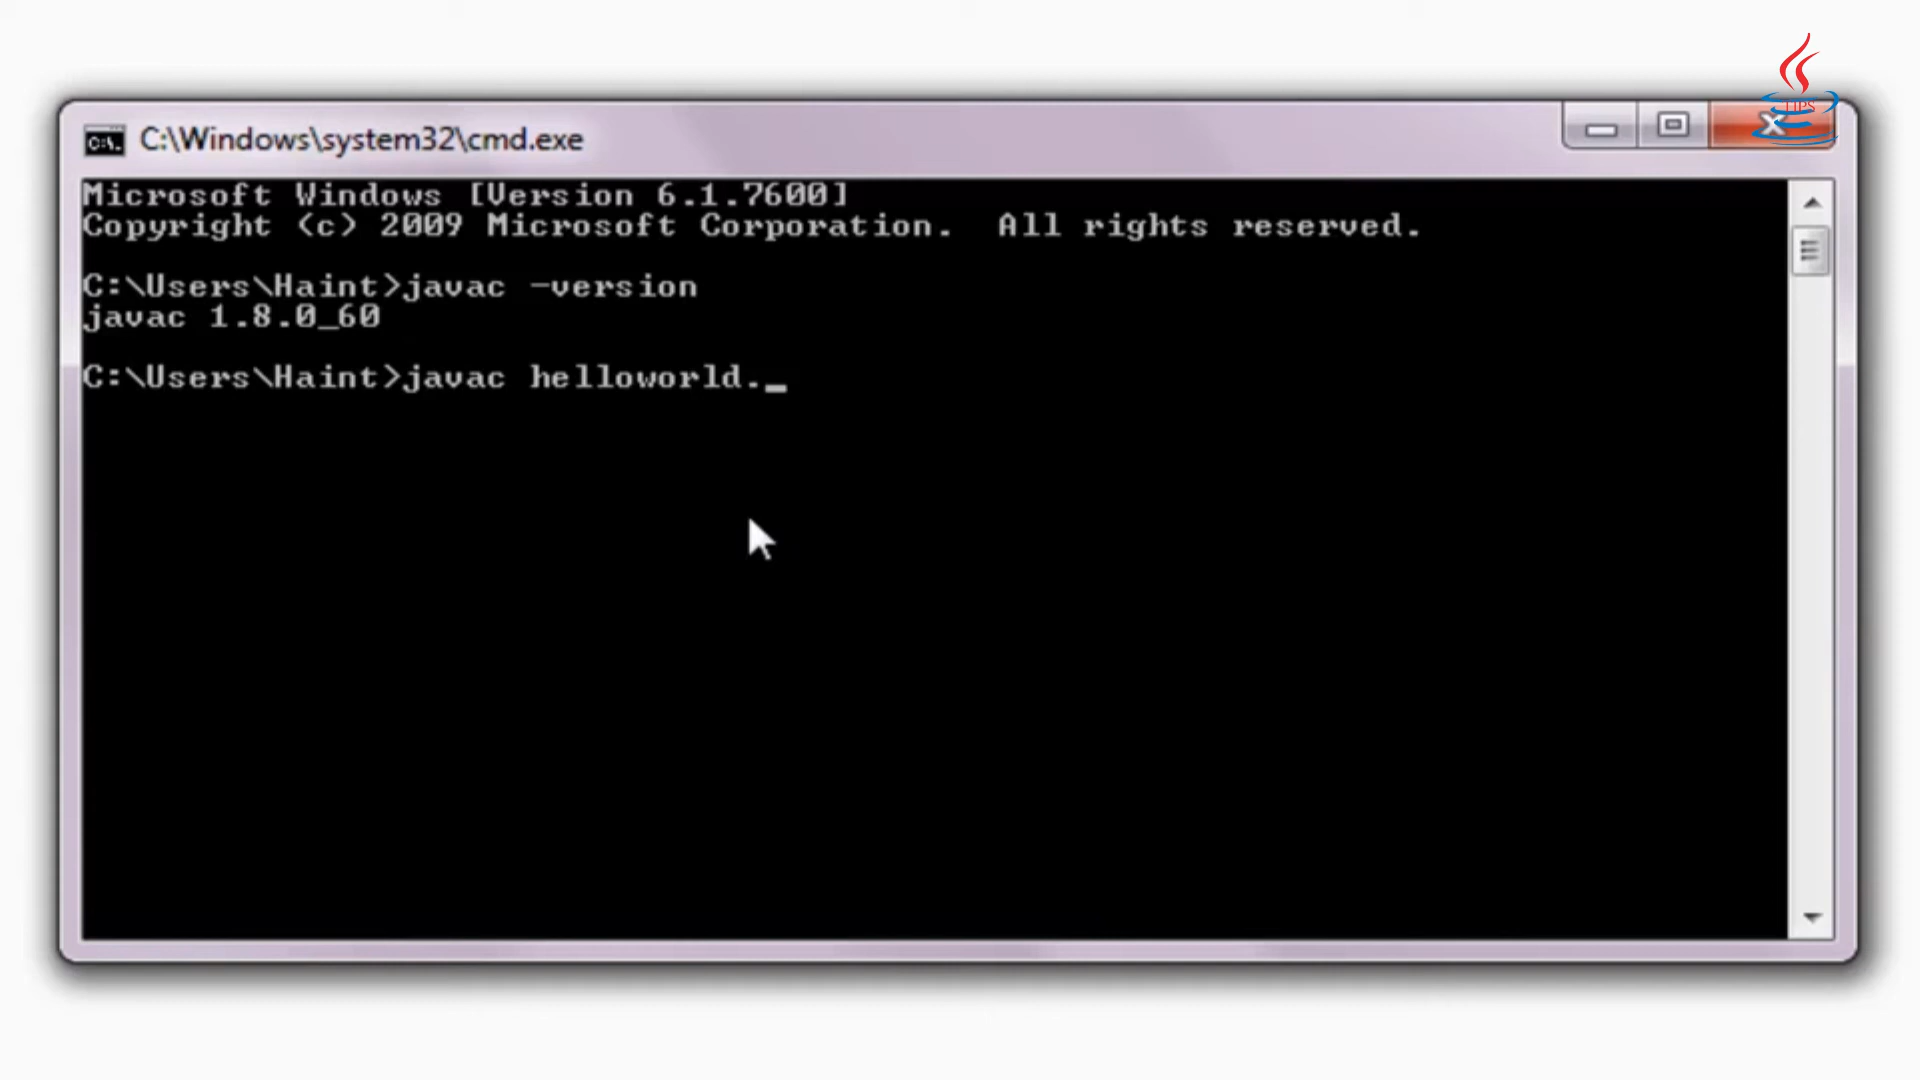 TIPS
C:\Windows\system32\cmd.exe
C:\.
Microsoft Windows [Version 6.1.7600]
Copyright (c) 2009 Microsoft Corporation.  All rights reserved.
C:\Users\Haint>javac -version
javac 1.8.0_60
C:\Users\Haint>javac helloworld._